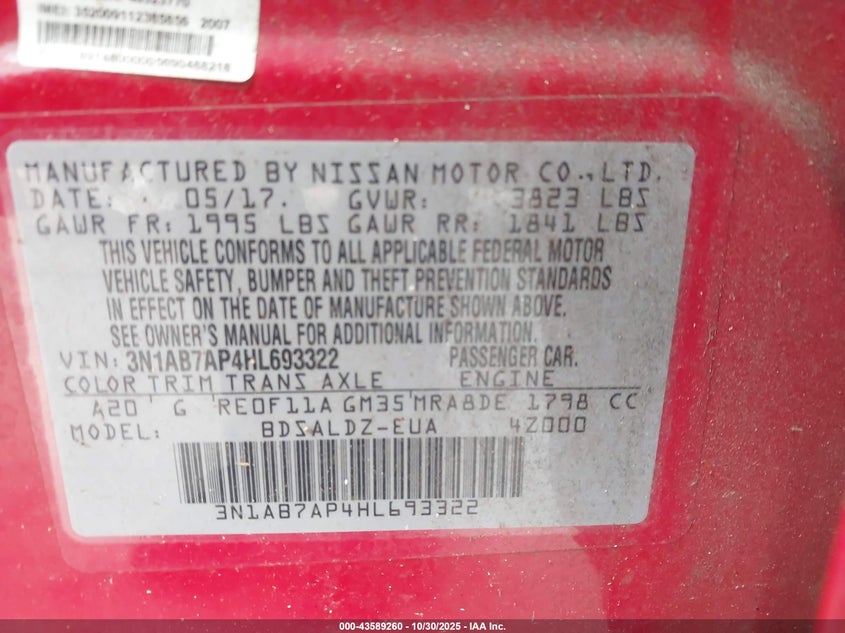 IMEI: 352009112385856 2007
MANUFACTURED BY NISSAN MOTOR CO., LTD.
DATE: 05/17. GVWR: 3823 LBS
GAWR FR: 1995 LBS GAWR RR: 1841 LBS
THIS VEHICLE CONFORMS TO ALL APPLICABLE FEDERAL MOTOR
VEHICLE SAFETY, BUMPER AND THEFT PREVENTION STANDARDS
IN EFFECT ON THE DATE OF MANUFACTURE SHOWN ABOVE.
SEE OWNER'S MANUAL FOR ADDITIONAL INFORMATION.
VIN: 3N1AB7AP4HL693322 PASSENGER CAR.
COLOR TRIM TRANS AXLE ENGINE
A20 G RE0F11A GM35 MRA8DE 1798 CC
MODEL: BDSALDZ-EUA 4Z000
3N1AB7AP4HL693322
000-43589260 - 10/30/2025 - IAA Inc.